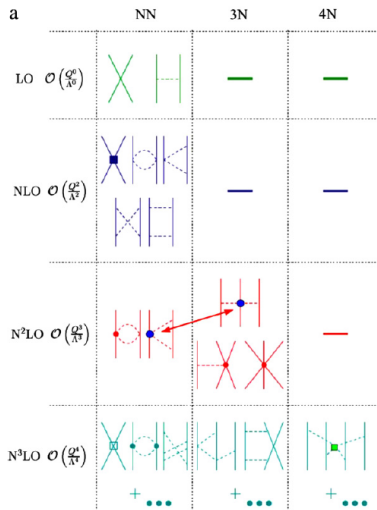 a
NN 3N 4N
LO 𝒪(Q⁰/Λ⁰)
NLO 𝒪(Q²/Λ²)
N²LO 𝒪(Q³/Λ³)
N³LO 𝒪(Q⁴/Λ⁴)
+ ... + ... + ...